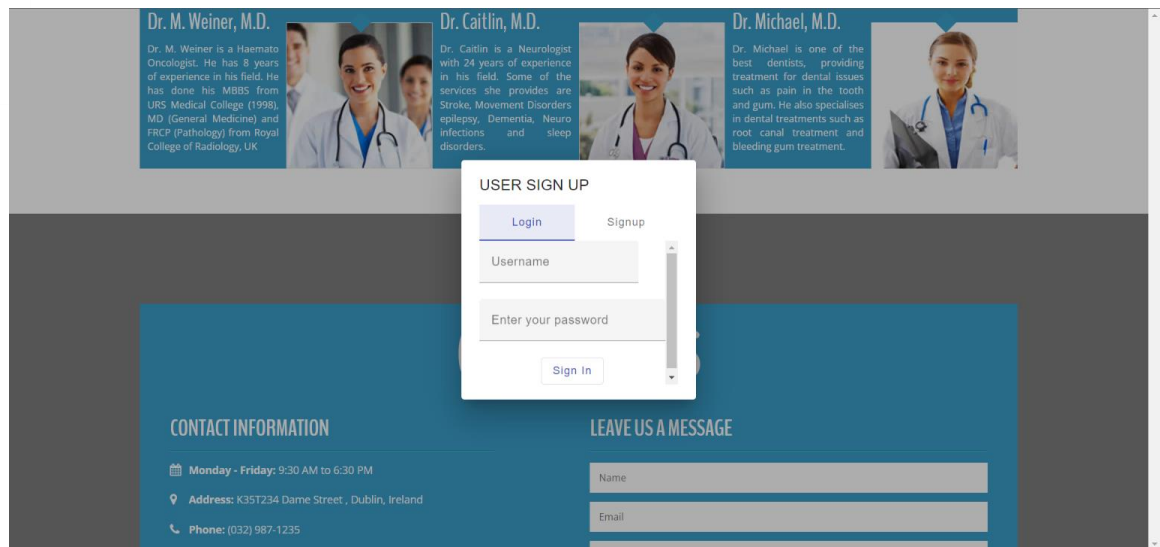 Dr. M. Weiner, M.D.
Dr. M. Weiner is a Haemato
Oncologist. He has 8 years
of experience in his field. He
has done his MBBS from
URS Medical College (1998),
MD (General Medicine) and
FRCP (Pathology) from Royal
College of Radiology, UK
Dr. Caitlin, M.D.
Dr. Caitlin is a Neurologist
with 24 years of experience
in his field. Some of the
services she provides are
Stroke, Movement Disorders
epilepsy, Dementia, Neuro
infections and sleep
disorders.
Dr. Michael, M.D.
Dr. Michael is one of the
best dentists, providing
treatment for dental issues
such as pain in the tooth
and gum. He also specialises
in dental treatments such as
root canal treatment and
bleeding gum treatment.
USER SIGN UP
Login
Signup
Username
Enter your password
Sign In
CONTACT INFORMATION
Monday - Friday: 9:30 AM to 6:30 PM
Address: K35T234 Dame Street , Dublin, Ireland
Phone: (032) 987-1235
LEAVE US A MESSAGE
Name
Email